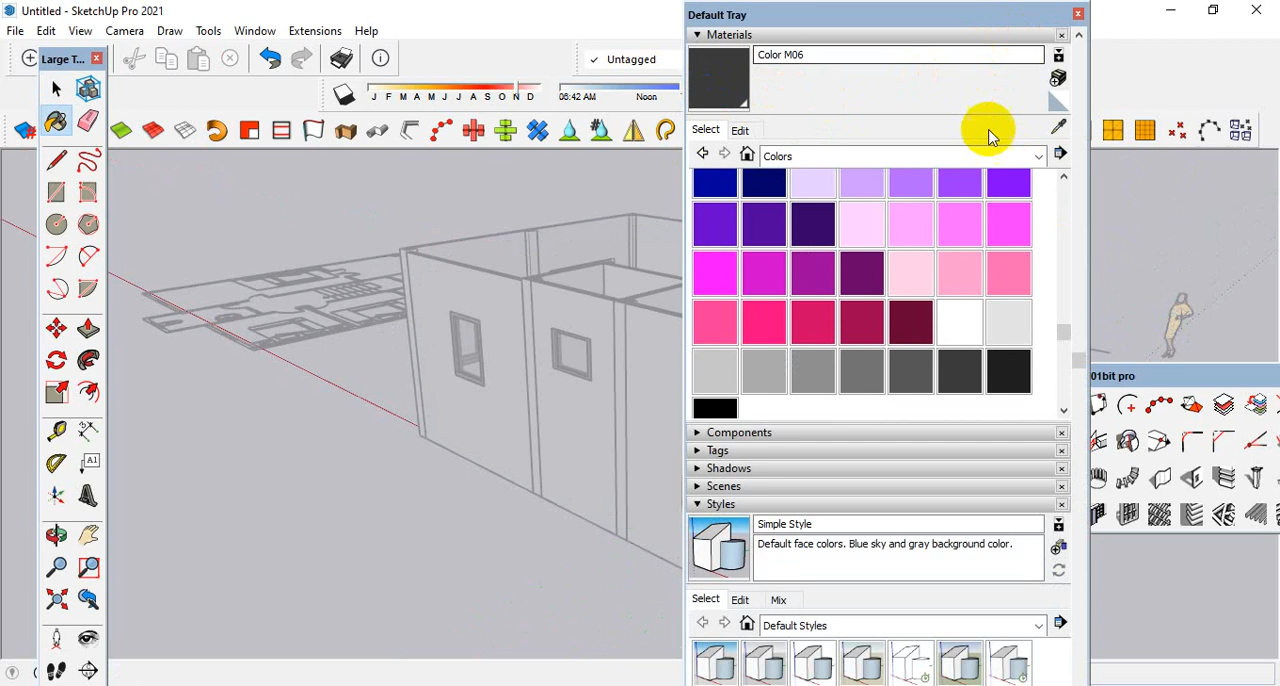 Untitled - SketchUp Pro 2021
File Edit View Camera Draw Tools Window Extensions Help
Large T...
Untagged
J F M A M J J A S O N D
06:42 AM Noon
Default Tray
Materials
Color M06
Select Edit
Colors
Components
Tags
Shadows
Scenes
Styles
Simple Style
Default face colors. Blue sky and gray background color.
Select Edit Mix
Default Styles
01bit pro
A1